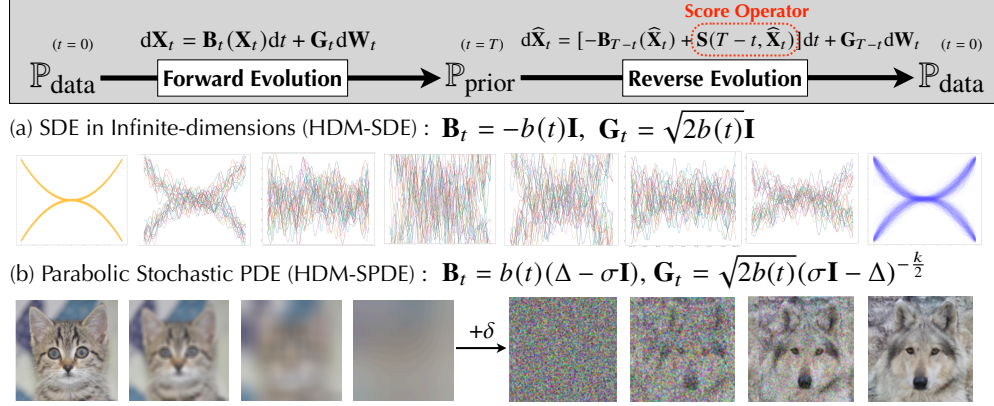 Score Operator
(t = 0) dX_t = B_t(X_t)dt + G_t dW_t (t = T) dX̂_t = [−B_{T−t}(X̂_t) + S(T − t, X̂_t)]dt + G_{T−t}dW_t (t = 0)
ℙ_data Forward Evolution ℙ_prior Reverse Evolution ℙ_data
(a) SDE in Infinite-dimensions (HDM-SDE) : B_t = −b(t)I, G_t = √(2b(t))I
(b) Parabolic Stochastic PDE (HDM-SPDE) : B_t = b(t)(Δ − σI), G_t = √(2b(t))(σI − Δ)^{−k/2}
+δ